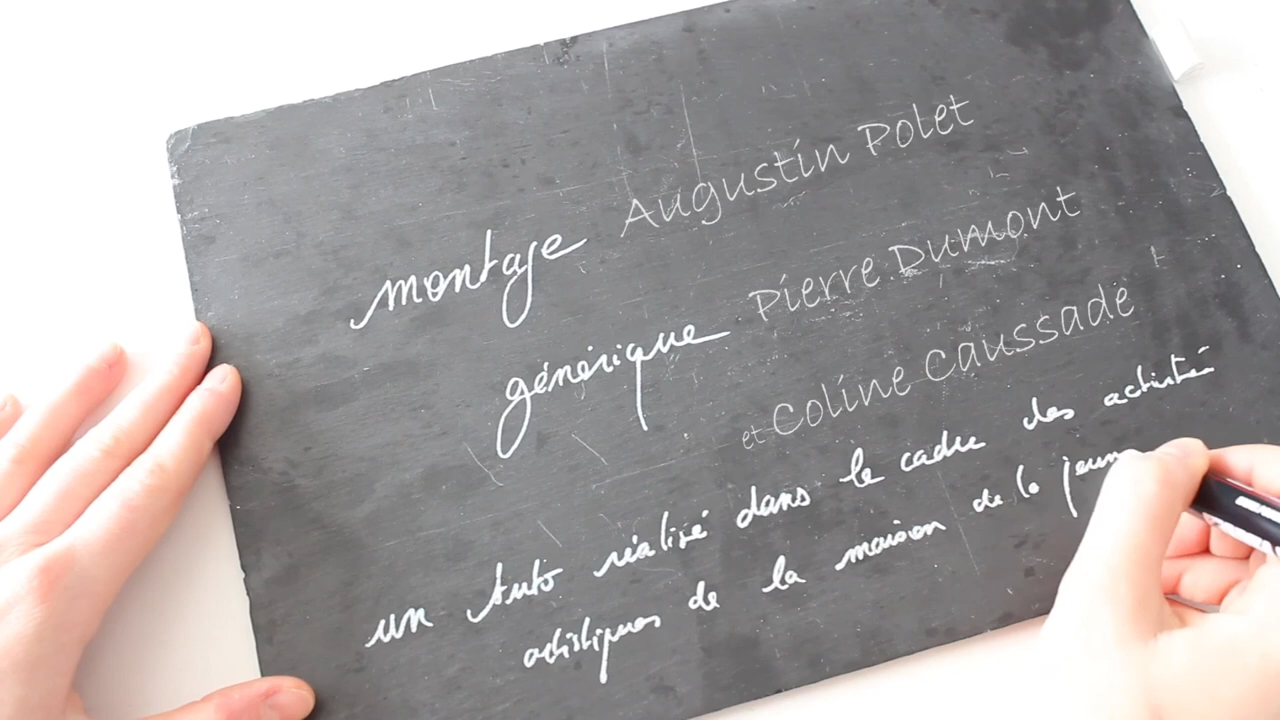 montage Augustin Polet
générique Pierre Dumont
et Coline Caussade
un tuto réalisé dans le cadre des activités
artistiques de la maison de la jeun